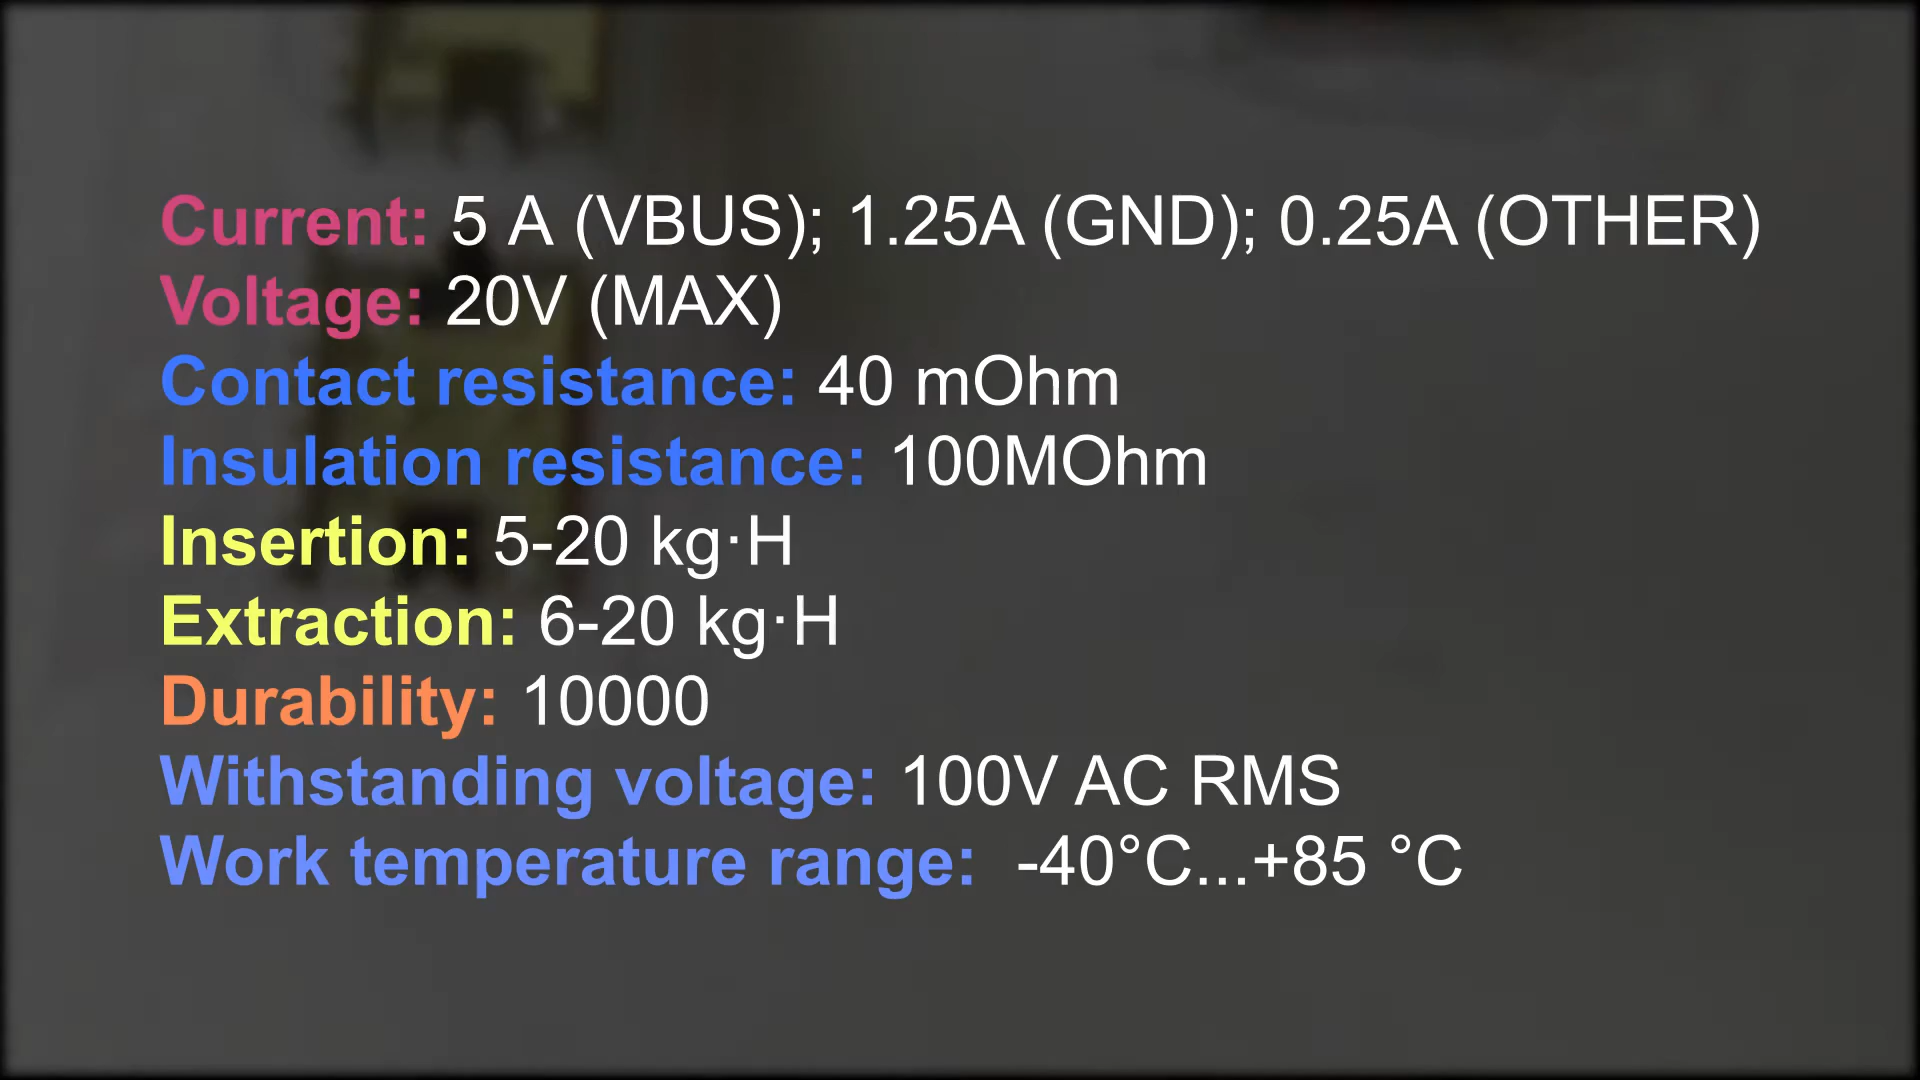 Current: 5 A (VBUS); 1.25A (GND); 0.25A (OTHER)
Voltage: 20V (MAX)
Contact resistance: 40 mOhm
Insulation resistance: 100MOhm
Insertion: 5-20 kg·H
Extraction: 6-20 kg·H
Durability: 10000
Withstanding voltage: 100V AC RMS
Work temperature range:  -40°C...+85 °C